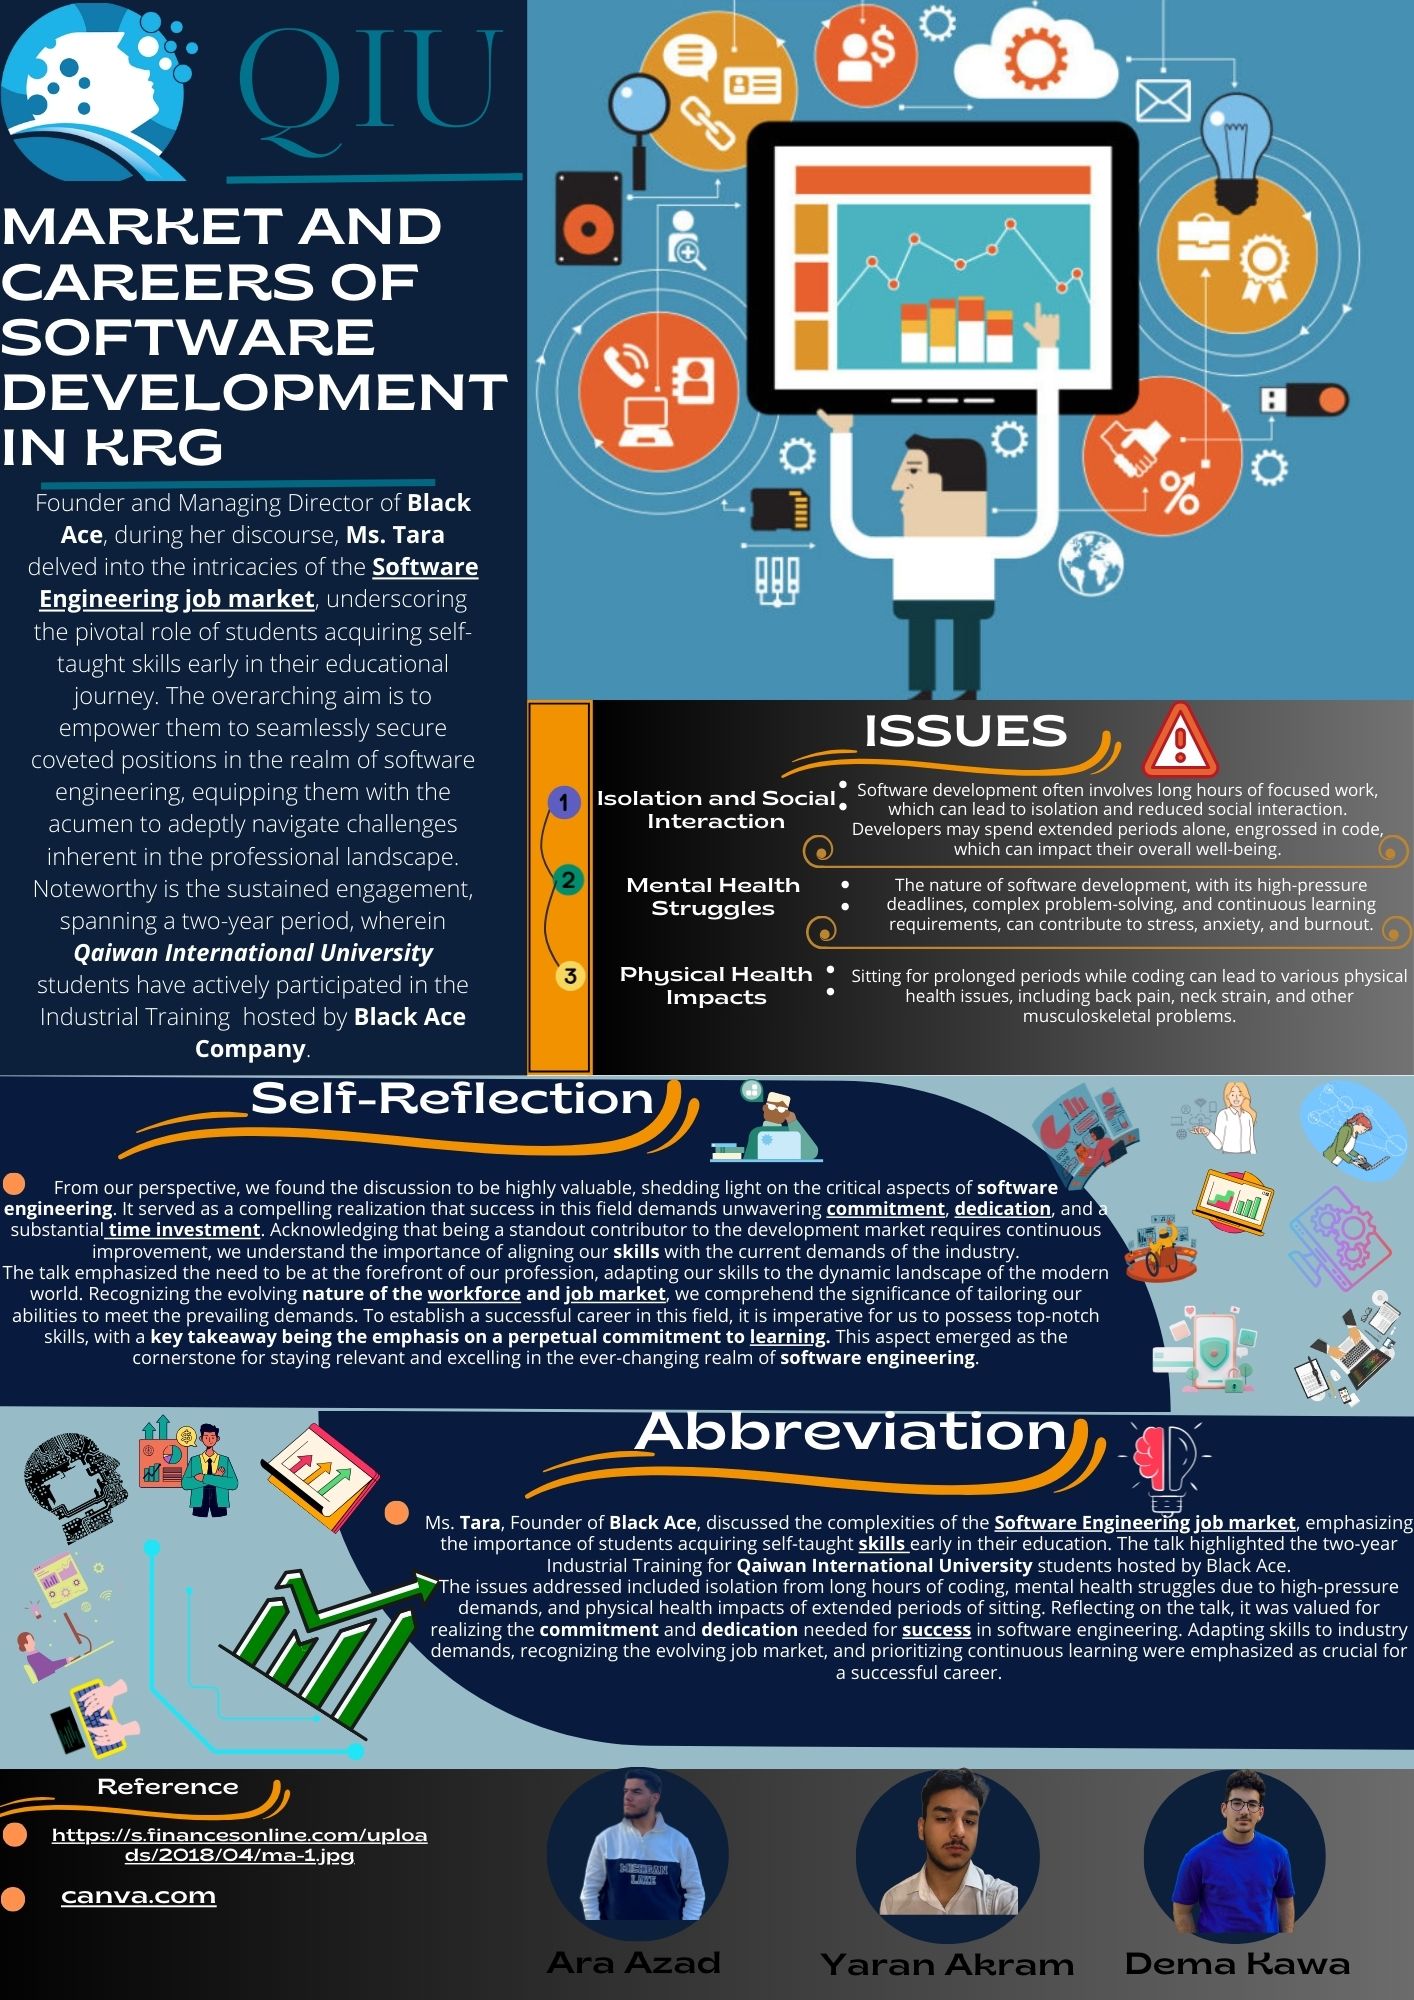 QIU
MARKET AND
CAREERS OF
SOFTWARE
DEVELOPMENT
IN KRG
Founder and Managing Director of Black
Ace, during her discourse, Ms. Tara
delved into the intricacies of the Software
Engineering job market, underscoring
the pivotal role of students acquiring self-
taught skills early in their educational
journey. The overarching aim is to
empower them to seamlessly secure
coveted positions in the realm of software
engineering, equipping them with the
acumen to adeptly navigate challenges
inherent in the professional landscape.
Noteworthy is the sustained engagement,
spanning a two-year period, wherein
Qaiwan International University
students have actively participated in the
Industrial Training  hosted by Black Ace
Company.
$
%
ISSUES
1
Isolation and Social
Interaction
• Software development often involves long hours of focused work,
which can lead to isolation and reduced social interaction.
• Developers may spend extended periods alone, engrossed in code,
which can impact their overall well-being.
2
Mental Health
Struggles
• The nature of software development, with its high-pressure
• deadlines, complex problem-solving, and continuous learning
requirements, can contribute to stress, anxiety, and burnout.
3
Physical Health
Impacts
• Sitting for prolonged periods while coding can lead to various physical
• health issues, including back pain, neck strain, and other
musculoskeletal problems.
Self-Reflection
From our perspective, we found the discussion to be highly valuable, shedding light on the critical aspects of software
engineering. It served as a compelling realization that success in this field demands unwavering commitment, dedication, and a
substantial time investment. Acknowledging that being a standout contributor to the development market requires continuous
improvement, we understand the importance of aligning our skills with the current demands of the industry.
The talk emphasized the need to be at the forefront of our profession, adapting our skills to the dynamic landscape of the modern
world. Recognizing the evolving nature of the workforce and job market, we comprehend the significance of tailoring our
abilities to meet the prevailing demands. To establish a successful career in this field, it is imperative for us to possess top-notch
skills, with a key takeaway being the emphasis on a perpetual commitment to learning. This aspect emerged as the
cornerstone for staying relevant and excelling in the ever-changing realm of software engineering.
Abbreviation
Ms. Tara, Founder of Black Ace, discussed the complexities of the Software Engineering job market, emphasizing
the importance of students acquiring self-taught skills early in their education. The talk highlighted the two-year
Industrial Training for Qaiwan International University students hosted by Black Ace.
The issues addressed included isolation from long hours of coding, mental health struggles due to high-pressure
demands, and physical health impacts of extended periods of sitting. Reflecting on the talk, it was valued for
realizing the commitment and dedication needed for success in software engineering. Adapting skills to industry
demands, recognizing the evolving job market, and prioritizing continuous learning were emphasized as crucial for
a successful career.
Reference
https://s.financesonline.com/uploa
ds/2018/04/ma-1.jpg
canva.com
MICHIGAN
LAKE
Ara Azad
Yaran Akram
Dema Kawa